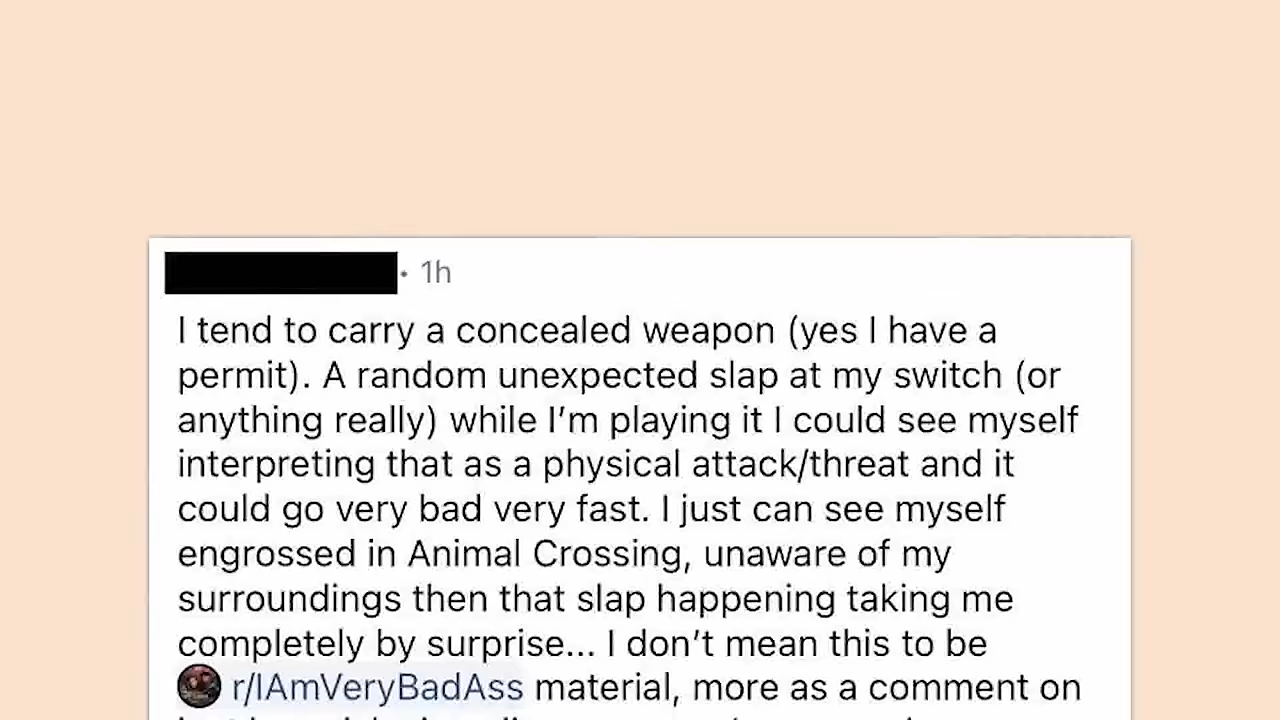 • 1h
I tend to carry a concealed weapon (yes I have a
permit). A random unexpected slap at my switch (or
anything really) while I’m playing it I could see myself
interpreting that as a physical attack/threat and it
could go very bad very fast. I just can see myself
engrossed in Animal Crossing, unaware of my
surroundings then that slap happening taking me
completely by surprise... I don’t mean this to be
r/IAmVeryBadAss material, more as a comment on